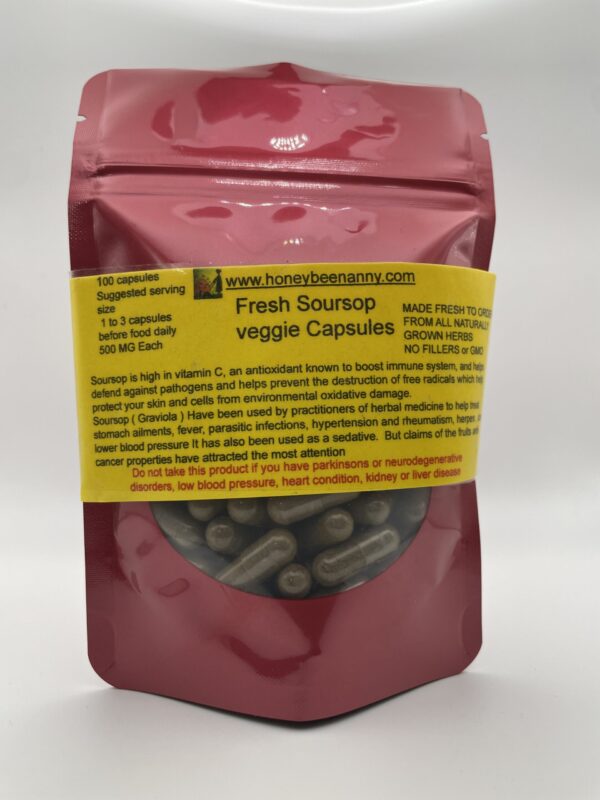 100 capsules
Suggested serving
size
1 to 3 capsules
before food daily
500 MG Each
www.honeybeenanny.com
Fresh Soursop
veggie Capsules
MADE FRESH TO ORDE
FROM ALL NATURALLY
GROWN HERBS
NO FILLERS or GMO
Soursop is high in vitamin C, an antioxidant known to boost immune system, and helps
defend against pathogens and helps prevent the destruction of free radicals which help
protect your skin and cells from environmental oxidative damage.
Soursop ( Graviola ) Have been used by practitioners of herbal medicine to help treat
stomach ailments, fever, parasitic infections, hypertension and rheumatism, herpes
lower blood pressure It has also been used as a sedative. But claims of the fruits
cancer properties have attracted the most attention
Do not take this product if you have parkinsons or neurodegenerative
disorders, low blood pressure, heart condition, kidney or liver disease